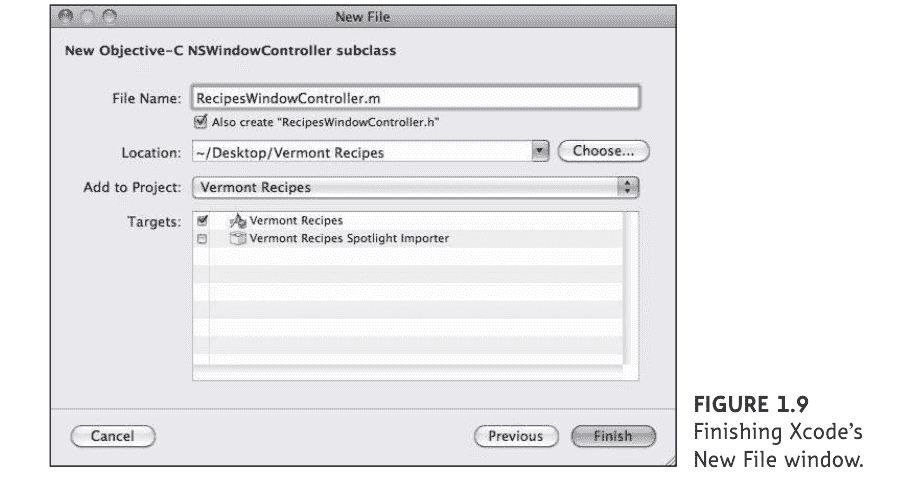 New File
New Objective-C NSWindowController subclass
File Name: RecipesWindowController.m
Also create "RecipesWindowController.h"
Location: ~/Desktop/Vermont Recipes Choose...
Add to Project: Vermont Recipes
Targets: Vermont Recipes
Vermont Recipes Spotlight Importer
Cancel Previous Finish
FIGURE 1.9
Finishing Xcode's
New File window.